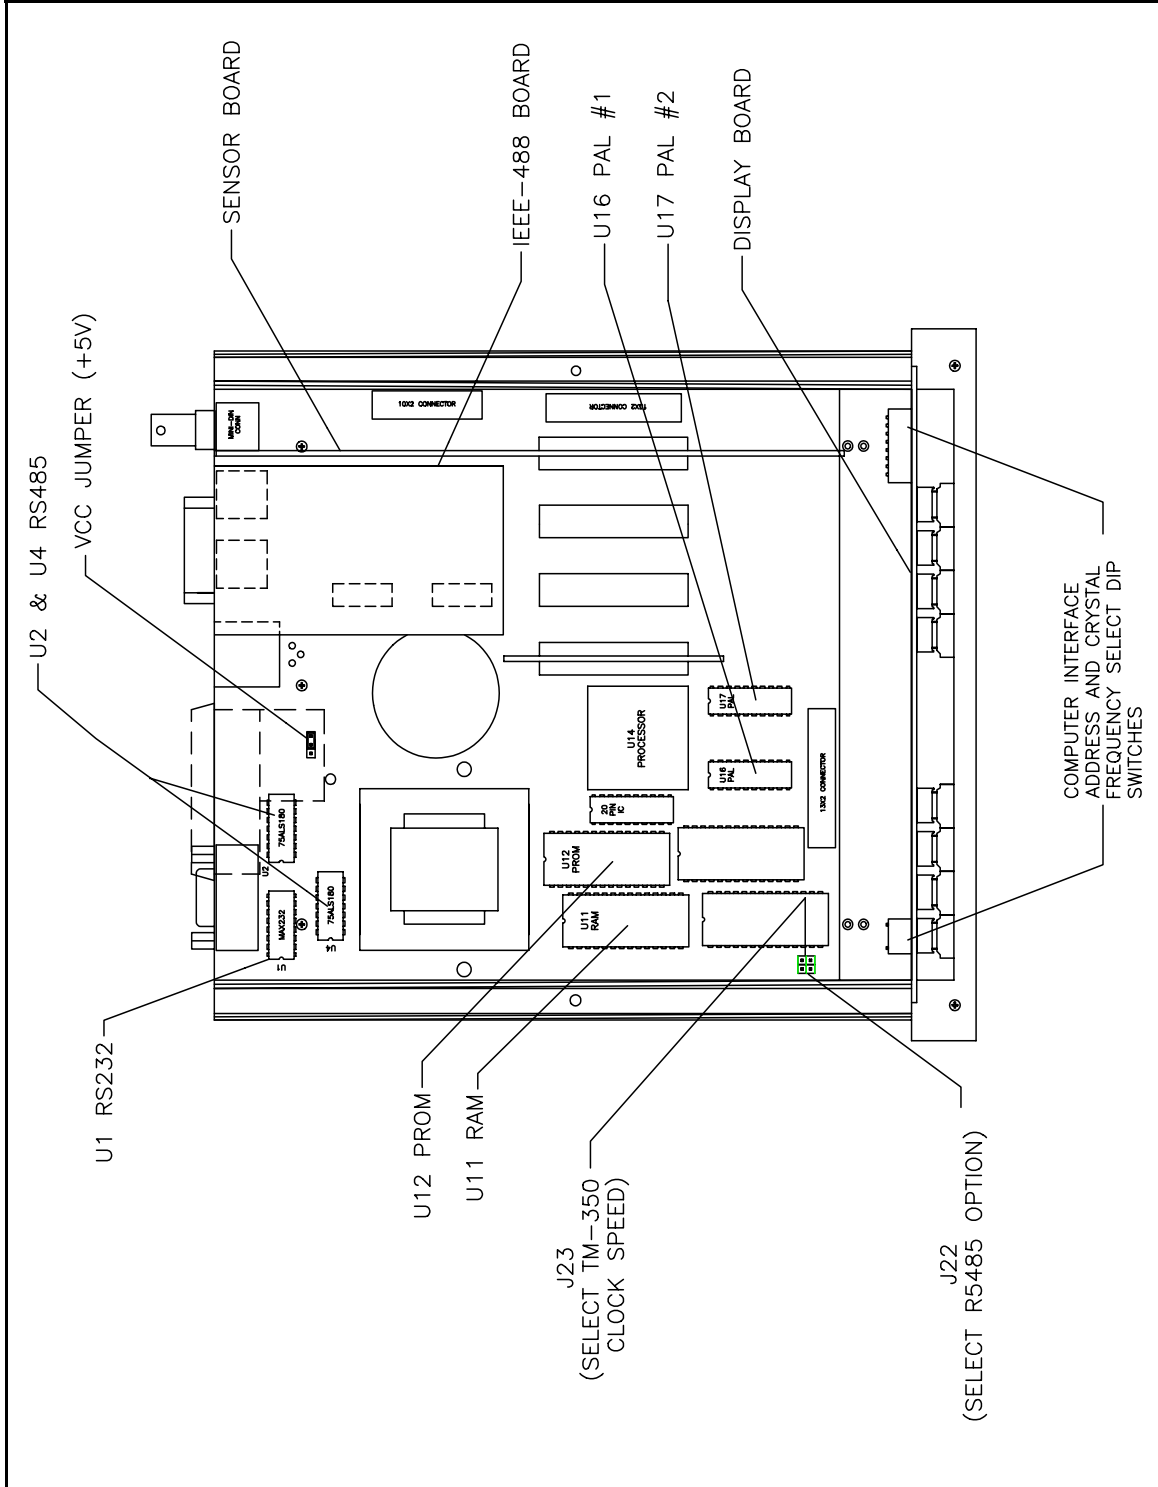 SENSOR BOARD
IEEE-488 BOARD
U16 PAL #1
U17 PAL #2
DISPLAY BOARD
U2 & U4 RS485
VCC JUMPER (+5V)
U1 RS232
U12 PROM
U11 RAM
J23
(SELECT TM-350
CLOCK SPEED)
J22
(SELECT R5485 OPTION)
COMPUTER INTERFACE
ADDRESS AND CRYSTAL
FREQUENCY SELECT DIP
SWITCHES
MINI-DIN
CONN
10X2 CONNECTOR
13X2 CONNECTOR
U14
PROCESSOR
U17
PAL
U16
PAL
20
PIN
IC
13X2 CONNECTOR
U12
PROM
U11
RAM
75ALS180
U2
75ALS180
U4
MAX232
U1